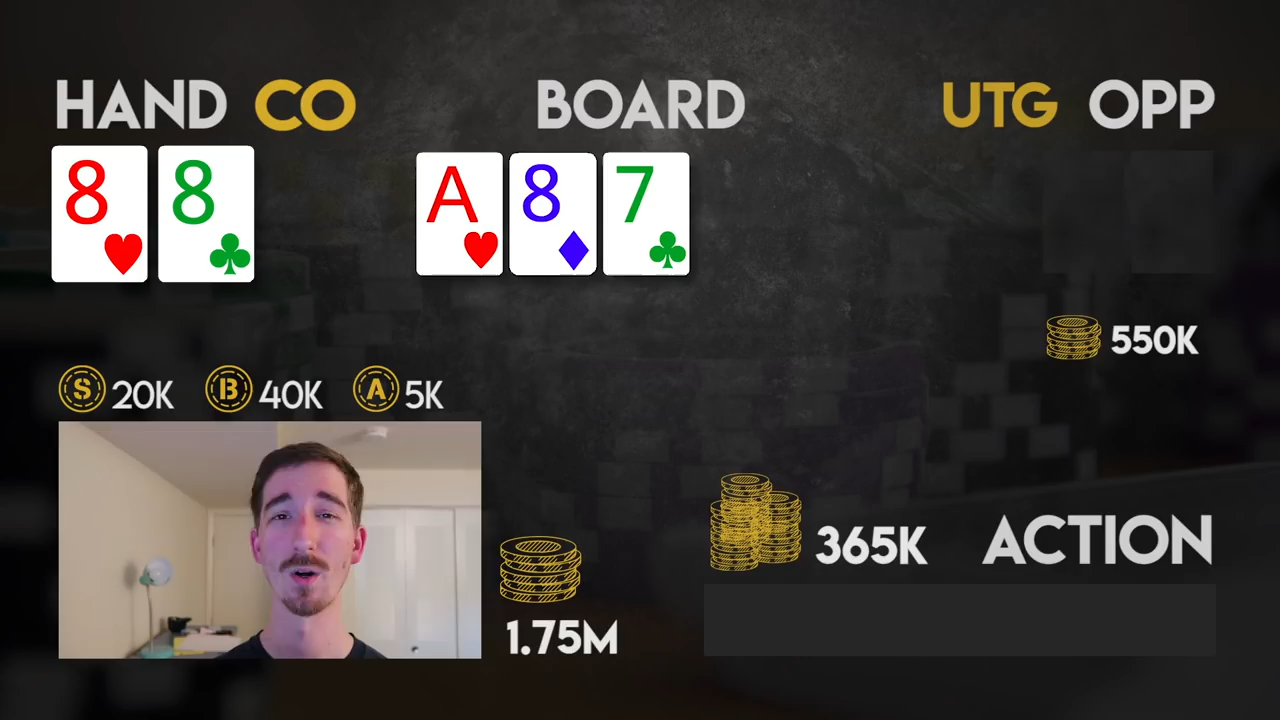 HAND CO BOARD UTG OPP
8 8 A 8 7
550K
S 20K B 40K A 5K
365K ACTION
1.75M